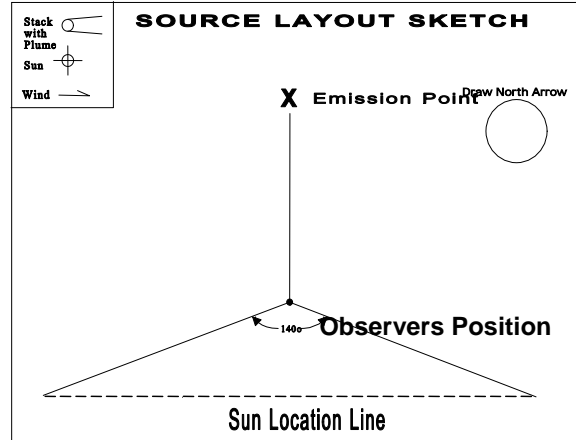 SOURCE LAYOUT SKETCH
Stack
with
Plume
Sun
Wind
X Emission Point
Draw North Arrow
140o
Observers Position
Sun Location Line